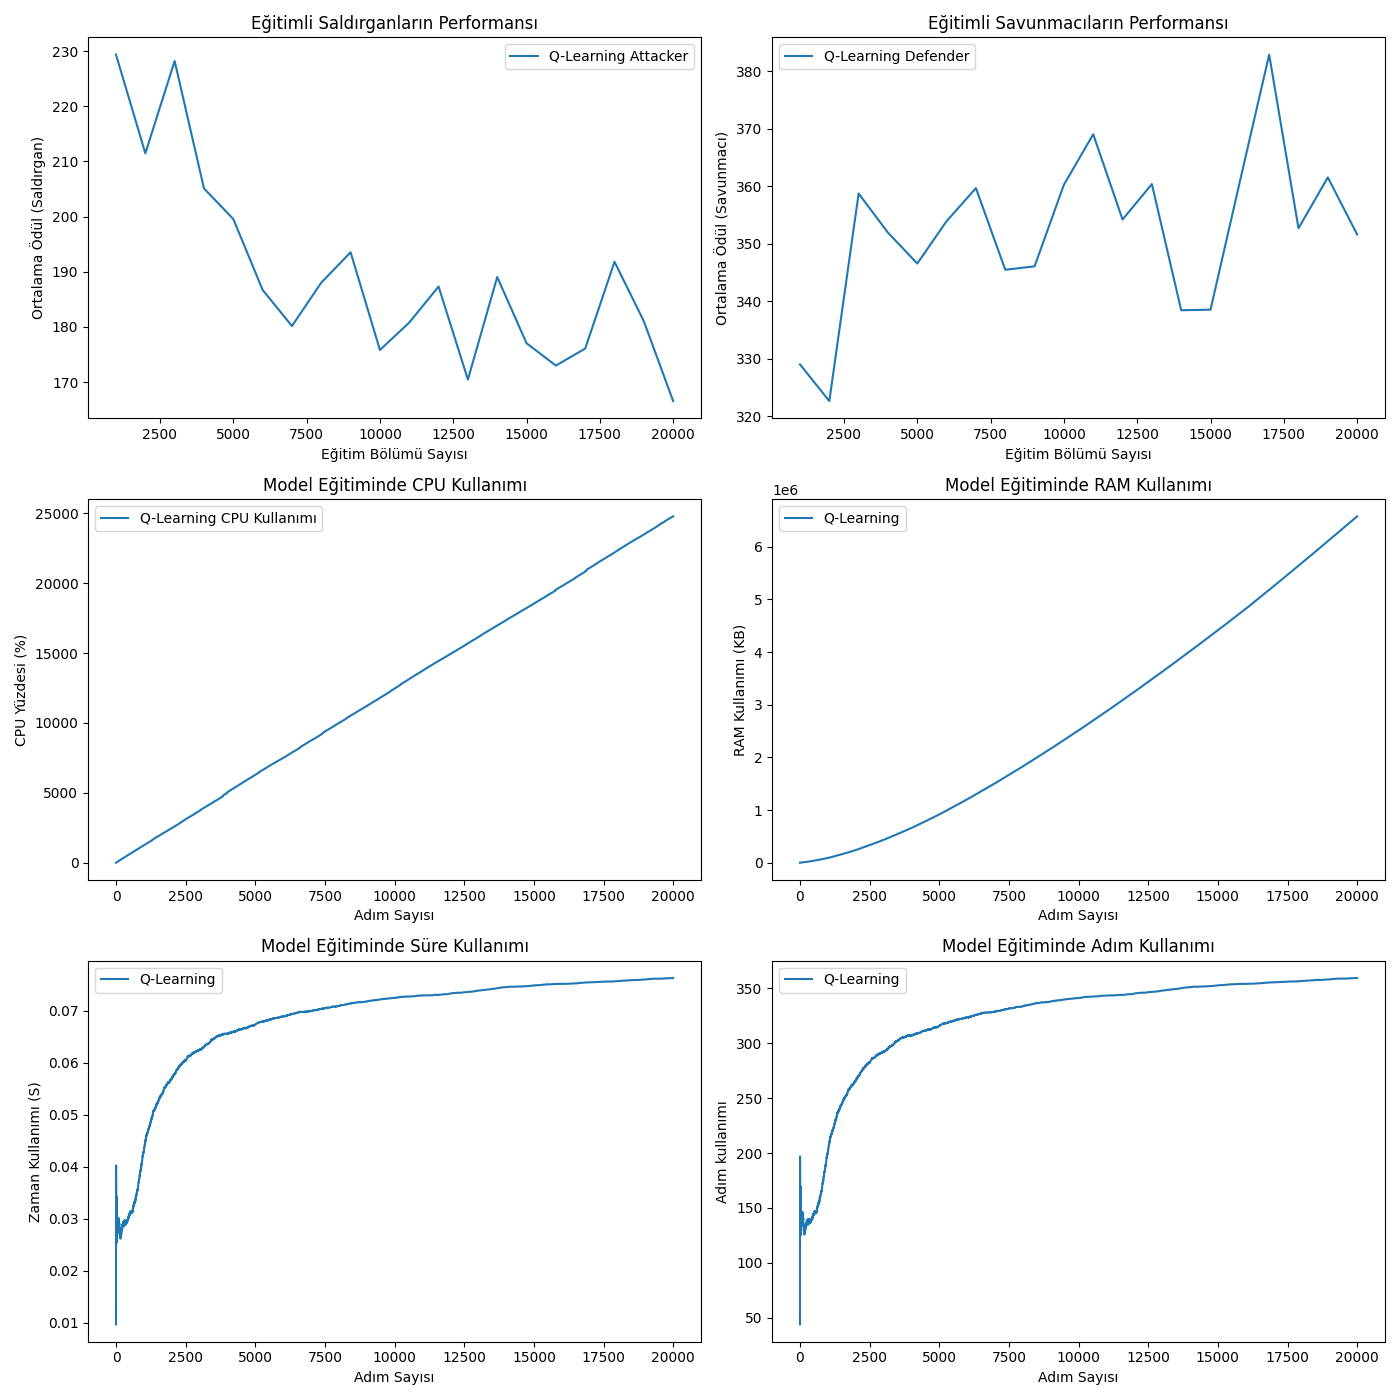 Eğitimli Saldırganların Performansı
Q-Learning Attacker
Ortalama Ödül (Saldırgan)
230
220
210
200
190
180
170
2500 5000 7500 10000 12500 15000 17500 20000
Eğitim Bölümü Sayısı
Eğitimli Savunmacıların Performansı
Q-Learning Defender
Ortalama Ödül (Savunmacı)
380
370
360
350
340
330
320
2500 5000 7500 10000 12500 15000 17500 20000
Eğitim Bölümü Sayısı
Model Eğitiminde CPU Kullanımı
Q-Learning CPU Kullanımı
CPU Yüzdesi (%)
25000
20000
15000
10000
5000
0
0 2500 5000 7500 10000 12500 15000 17500 20000
Adım Sayısı
Model Eğitiminde RAM Kullanımı
1e6
Q-Learning
RAM Kullanımı (KB)
6
5
4
3
2
1
0
0 2500 5000 7500 10000 12500 15000 17500 20000
Adım Sayısı
Model Eğitiminde Süre Kullanımı
Q-Learning
Zaman Kullanımı (S)
0.07
0.06
0.05
0.04
0.03
0.02
0.01
0 2500 5000 7500 10000 12500 15000 17500 20000
Adım Sayısı
Model Eğitiminde Adım Kullanımı
Q-Learning
Adım kullanımı
350
300
250
200
150
100
50
0 2500 5000 7500 10000 12500 15000 17500 20000
Adım Sayısı